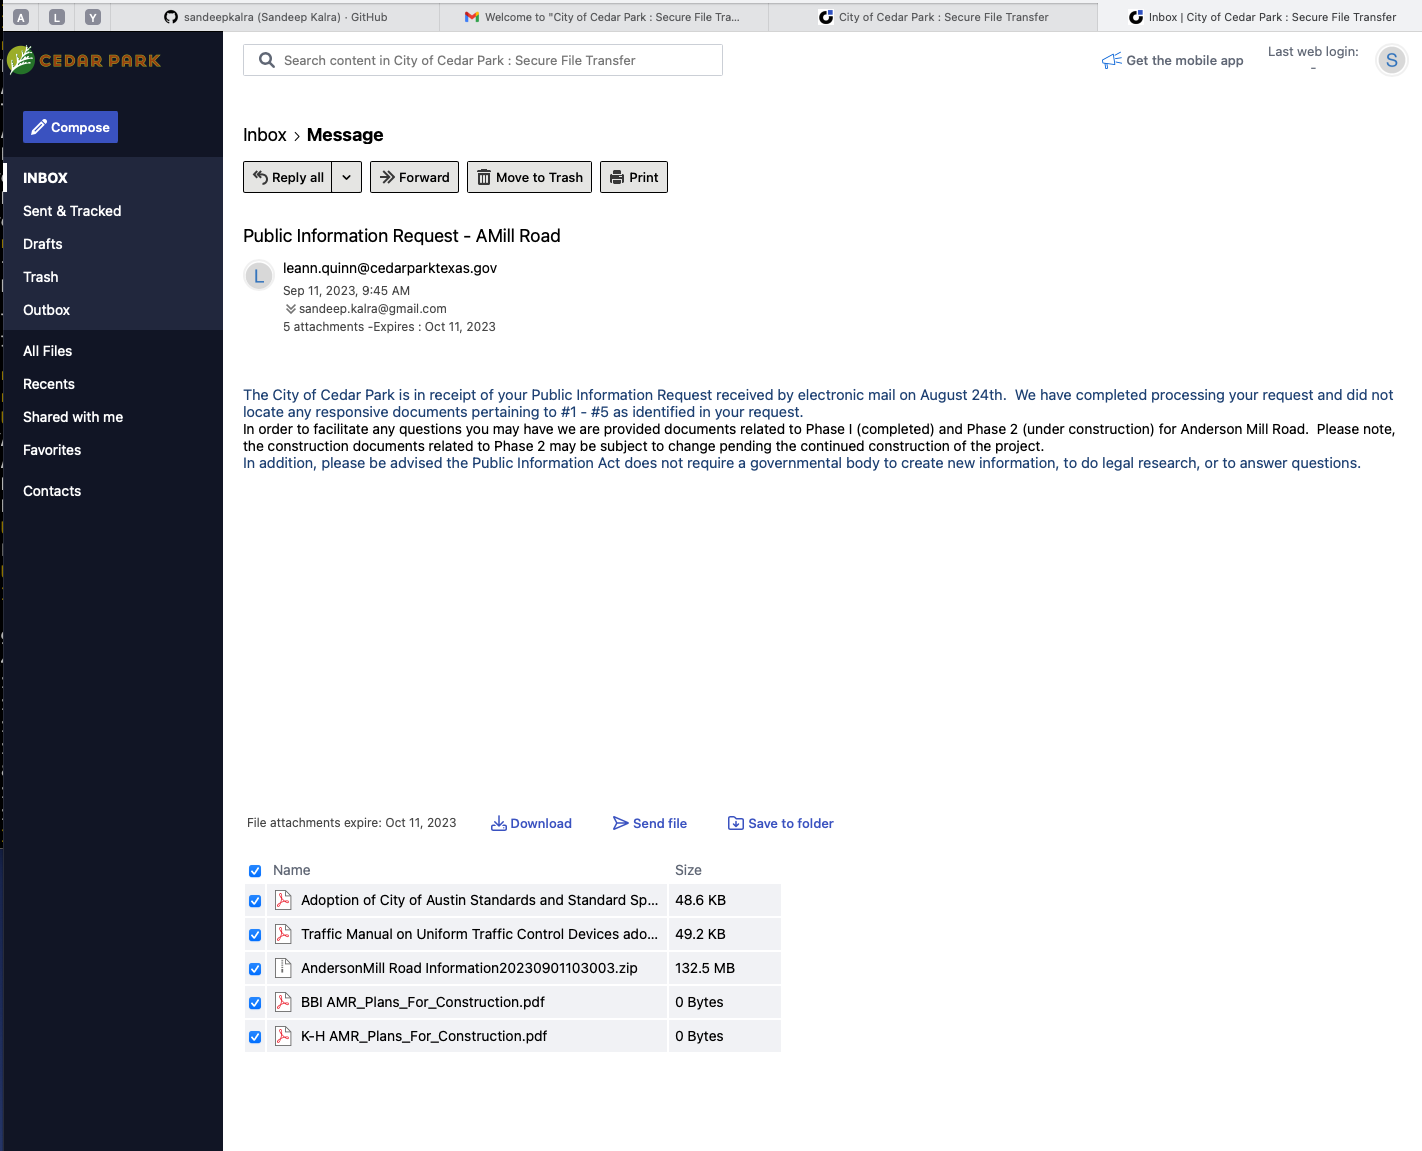 A
L
Y
sandeepkalra (Sandeep Kalra) · GitHub
Welcome to "City of Cedar Park : Secure File Tra...
City of Cedar Park : Secure File Transfer
Inbox | City of Cedar Park : Secure File Transfer
CEDAR PARK
Search content in City of Cedar Park : Secure File Transfer
Get the mobile app
Last web login:
-
S
Compose
INBOX
Sent & Tracked
Drafts
Trash
Outbox
All Files
Recents
Shared with me
Favorites
Contacts
Inbox › Message
Reply all
Forward
Move to Trash
Print
Public Information Request - AMill Road
L
leann.quinn@cedarparktexas.gov
Sep 11, 2023, 9:45 AM
sandeep.kalra@gmail.com
5 attachments -Expires : Oct 11, 2023
The City of Cedar Park is in receipt of your Public Information Request received by electronic mail on August 24th.  We have completed processing your request and did not
locate any responsive documents pertaining to #1 - #5 as identified in your request.
In order to facilitate any questions you may have we are provided documents related to Phase I (completed) and Phase 2 (under construction) for Anderson Mill Road.  Please note,
the construction documents related to Phase 2 may be subject to change pending the continued construction of the project.
In addition, please be advised the Public Information Act does not require a governmental body to create new information, to do legal research, or to answer questions.
File attachments expire: Oct 11, 2023
Download
Send file
Save to folder
Name Size
Adoption of City of Austin Standards and Standard Sp... 48.6 KB
Traffic Manual on Uniform Traffic Control Devices ado... 49.2 KB
AndersonMill Road Information20230901103003.zip 132.5 MB
BBI AMR_Plans_For_Construction.pdf 0 Bytes
K-H AMR_Plans_For_Construction.pdf 0 Bytes